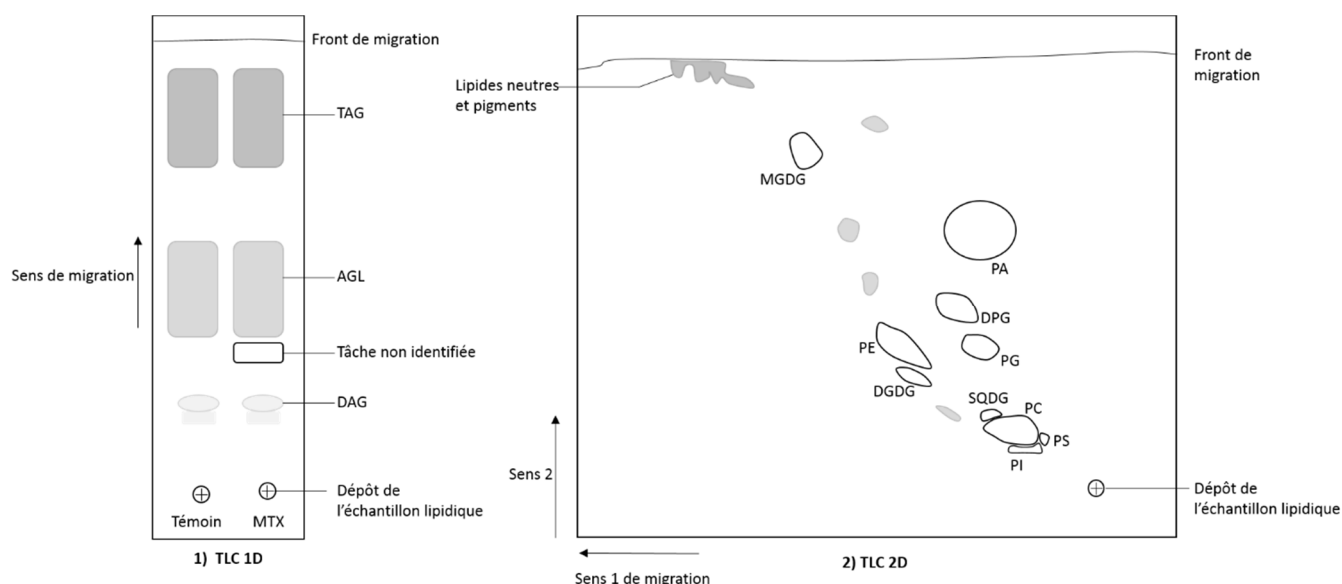 Front de migration
TAG
Sens de migration
AGL
Tâche non identifiée
DAG
Dépôt de
l'échantillon lipidique
Témoin
MTX
1) TLC 1D
Front de
migration
Lipides neutres
et pigments
MGDG
PA
DPG
PE
PG
DGDG
SQDG
PC
PS
PI
Sens 2
Dépôt de
l'échantillon lipidique
2) TLC 2D
Sens 1 de migration